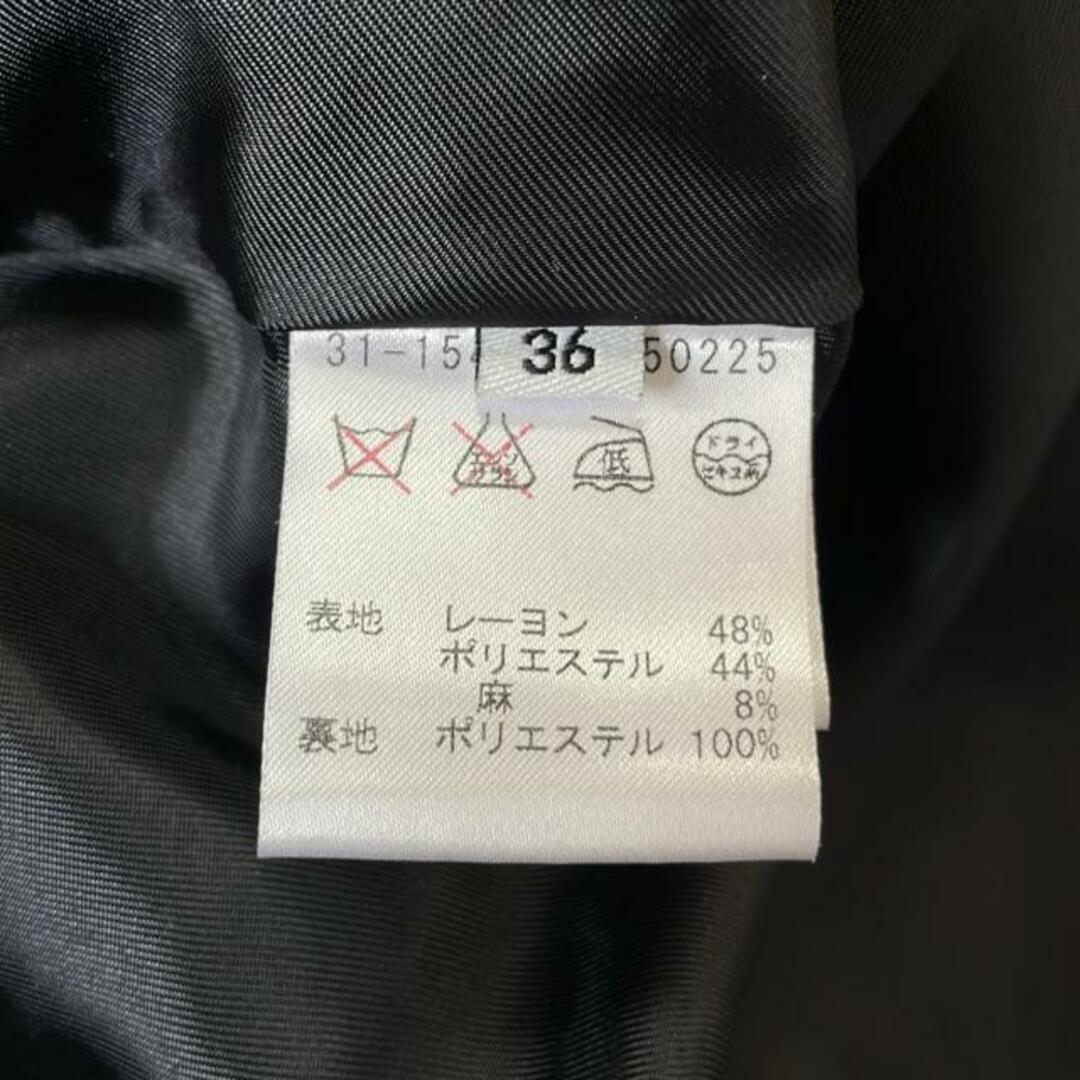 31-15 36 50225
エンソ サラシ 低 ドライ
セキユ系
表地 レーヨン 48%
ポリエステル 44%
麻 8%
裏地 ポリエステル 100%